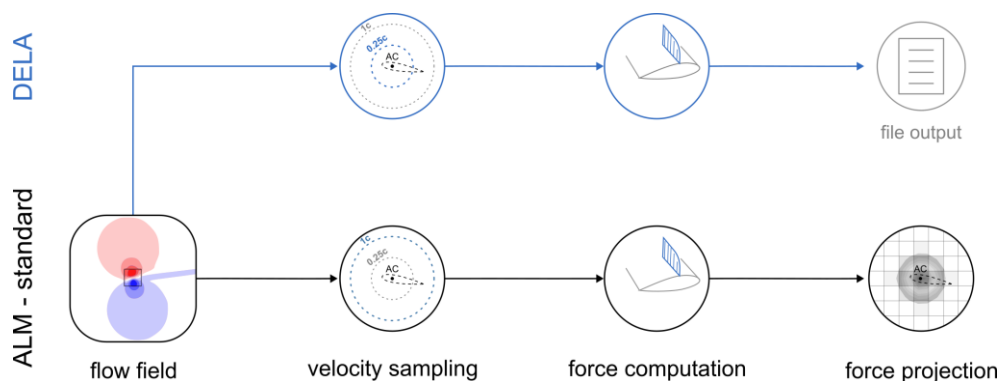 DELA
1c
0.25c
AC
file output
ALM - standard
1c
0.25c
AC
AC
flow field
velocity sampling
force computation
force projection